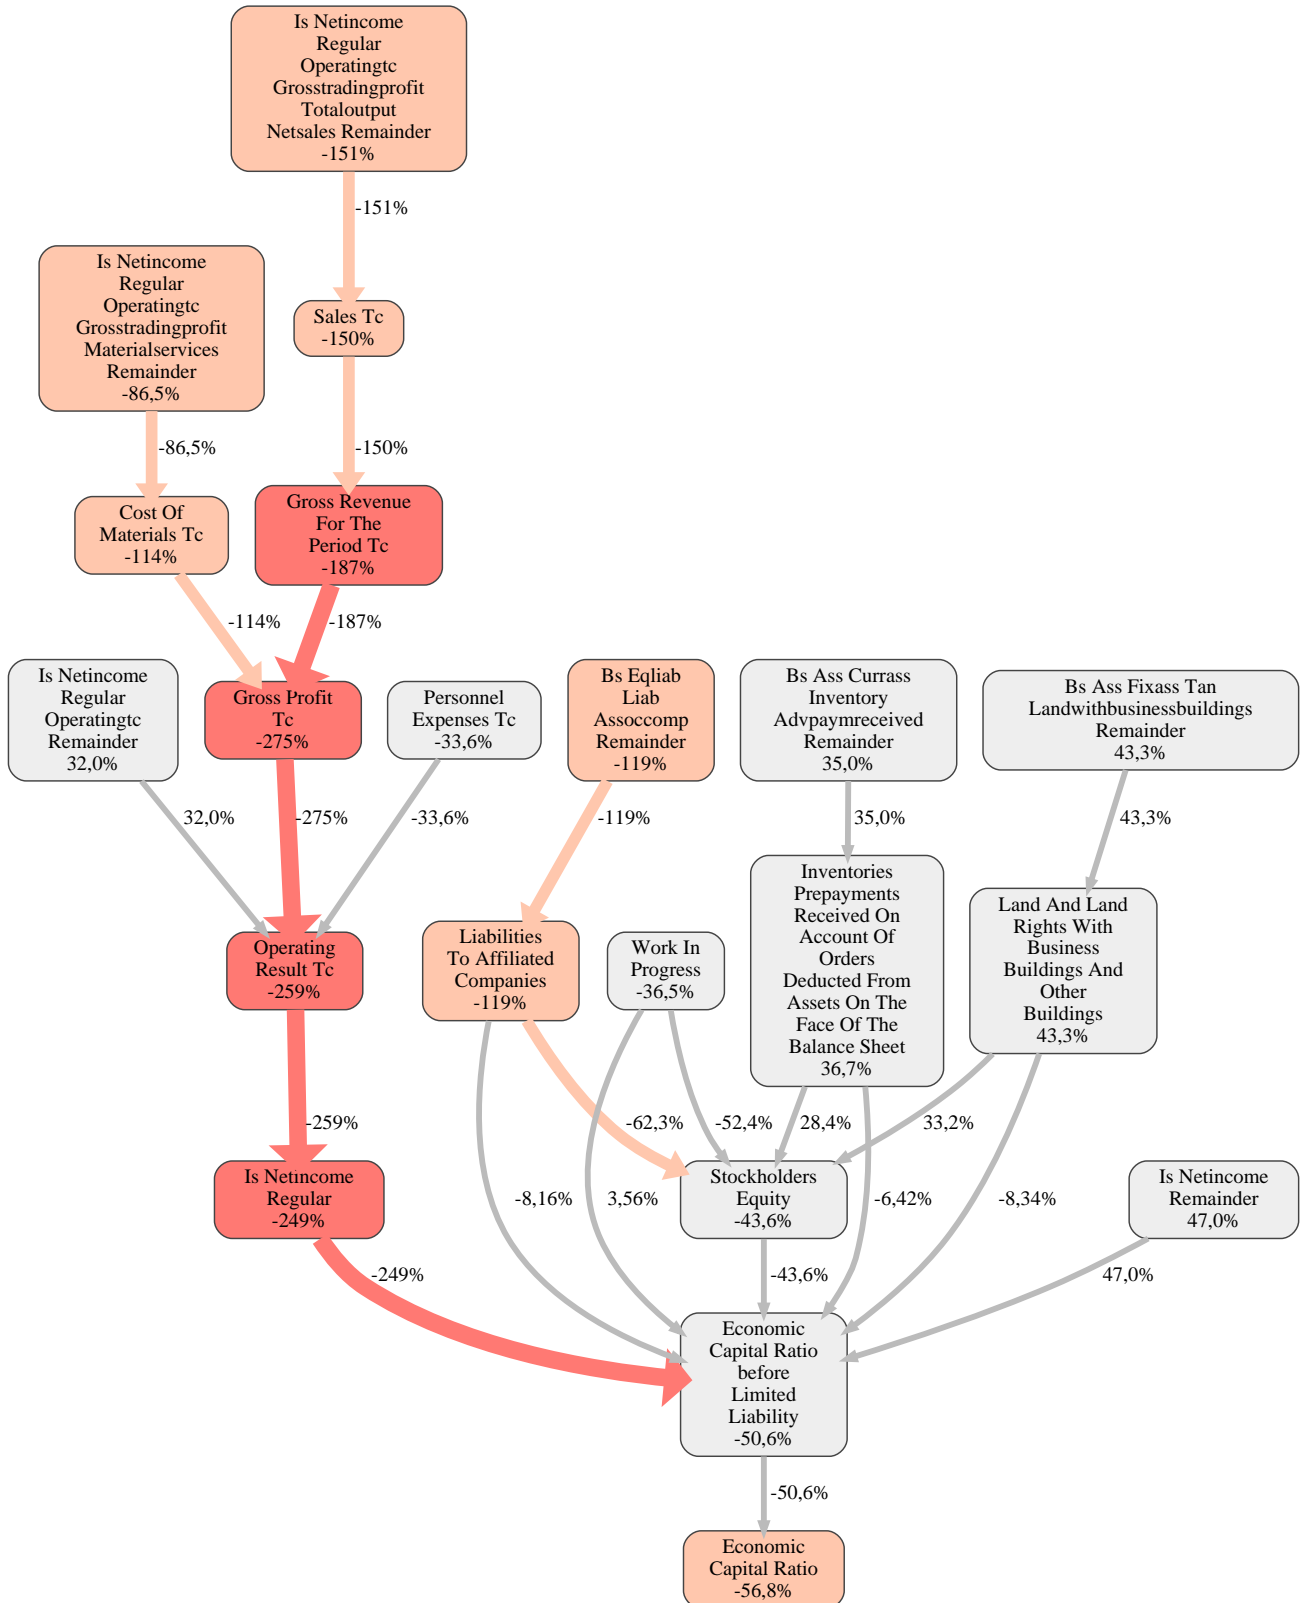 Is Netincome
Regular
Operatingtc
Grosstradingprofit
Totaloutput
Netsales Remainder
-151%
-151%
Is Netincome
Regular
Operatingtc
Grosstradingprofit
Materialservices
Remainder
-86,5%
Sales Tc
-150%
-86,5%
-150%
Cost Of
Materials Tc
-114%
Gross Revenue
For The
Period Tc
-187%
-114%
-187%
Is Netincome
Regular
Operatingtc
Remainder
32,0%
Gross Profit
Tc
-275%
Personnel
Expenses Tc
-33,6%
Bs Eqliab
Liab
Assoccomp
Remainder
-119%
Bs Ass Currass
Inventory
Advpaymreceived
Remainder
35,0%
Bs Ass Fixass Tan
Landwithbusinessbuildings
Remainder
43,3%
32,0%
-275%
-33,6%
-119%
35,0%
43,3%
Operating
Result Tc
-259%
Liabilities
To Affiliated
Companies
-119%
Work In
Progress
-36,5%
Inventories
Prepayments
Received On
Account Of
Orders
Deducted From
Assets On The
Face Of The
Balance Sheet
36,7%
Land And Land
Rights With
Business
Buildings And
Other
Buildings
43,3%
-259%
-62,3%
-52,4%
28,4%
33,2%
Is Netincome
Regular
-249%
-8,16%
3,56%
Stockholders
Equity
-43,6%
-6,42%
-8,34%
Is Netincome
Remainder
47,0%
-249%
-43,6%
47,0%
Economic
Capital Ratio
before
Limited
Liability
-50,6%
-50,6%
Economic
Capital Ratio
-56,8%